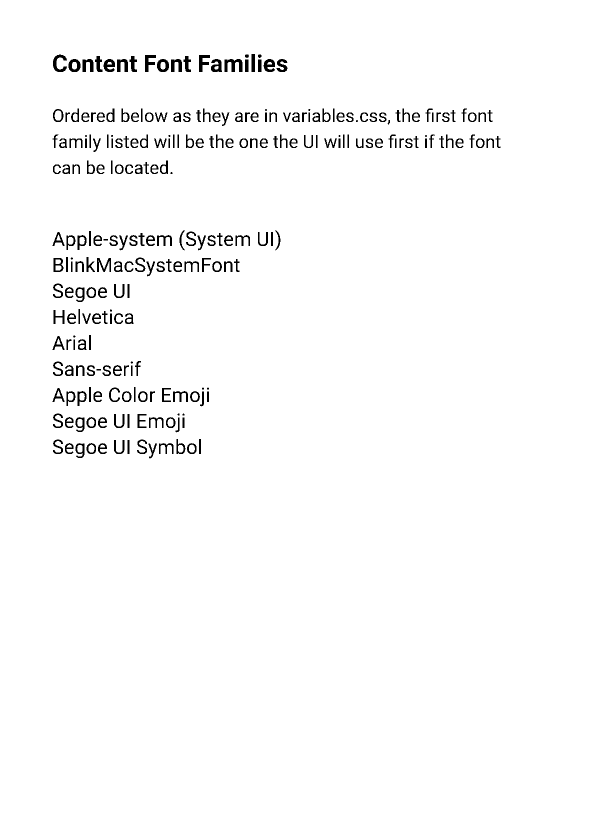 Content Font Families
Ordered below as they are in variables.css, the first font
family listed will be the one the UI will use first if the font
can be located.
Apple-system (System UI)
BlinkMacSystemFont
Segoe UI
Helvetica
Arial
Sans-serif
Apple Color Emoji
Segoe UI Emoji
Segoe UI Symbol